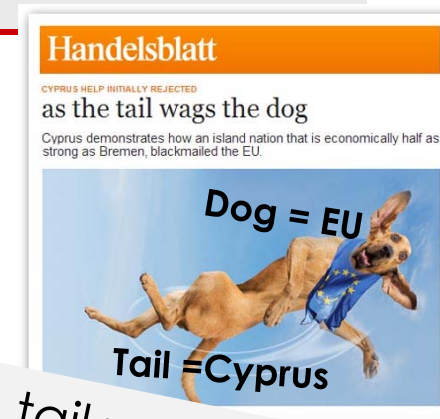 Handelsblatt
CYPRUS HELP INITIALLY REJECTED
as the tail wags the dog
Cyprus demonstrates how an island nation that is economically half as
strong as Bremen, blackmailed the EU.
Dog = EU
Tail =Cyprus
tail